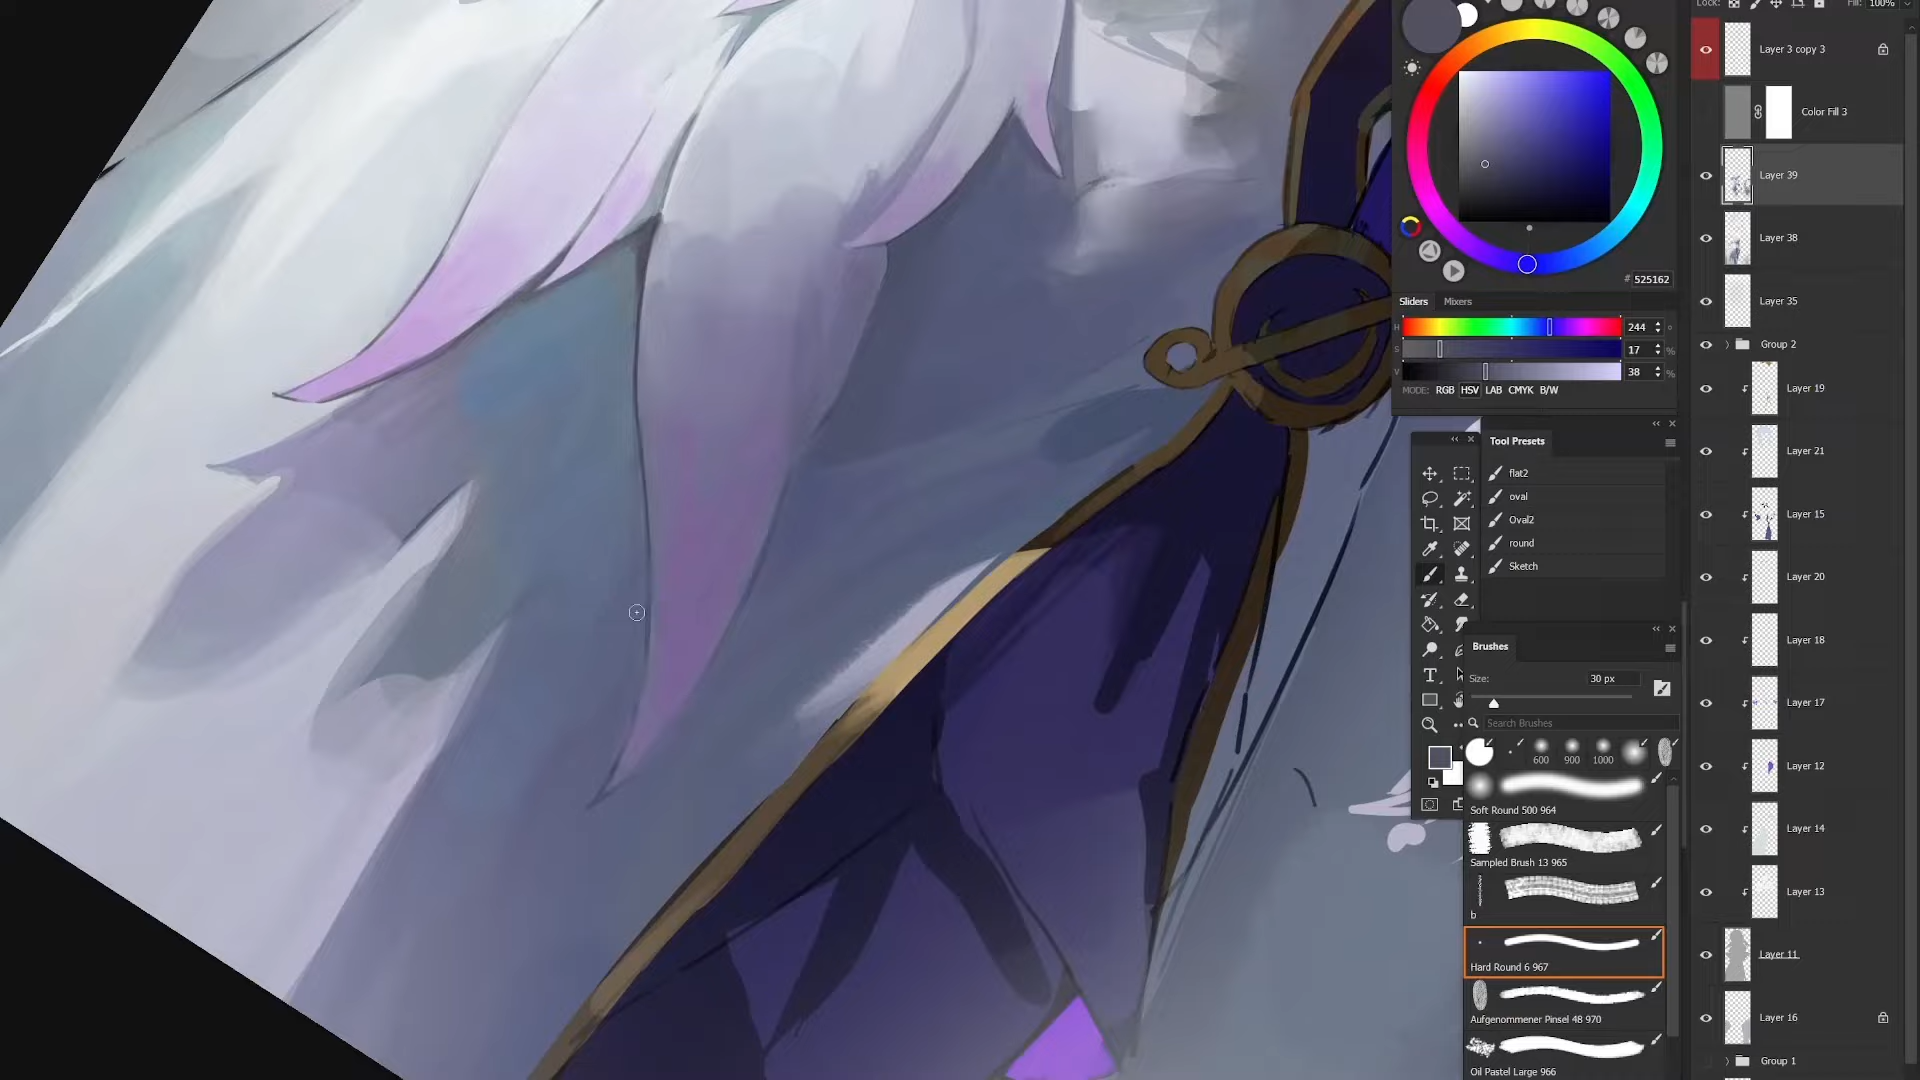 Lock:
Fill: 100%
Layer 3 copy 3
Color Fill 3
Layer 39
Layer 38
Layer 35
Group 2
Layer 19
Layer 21
Layer 15
Layer 20
Layer 18
Layer 17
Layer 12
Layer 14
Layer 13
Layer 11
Layer 16
Group 1
# 525162
Sliders Mixers
H 244 °
S 17 %
V 38 %
MODE: RGB HSV LAB CMYK B/W
Tool Presets
flat2
oval
Oval2
round
Sketch
Brushes
Size: 30 px
Search Brushes
600 900 1000
Soft Round 500 964
Sampled Brush 13 965
b
Hard Round 6 967
Aufgenommener Pinsel 48 970
Oil Pastel Large 966